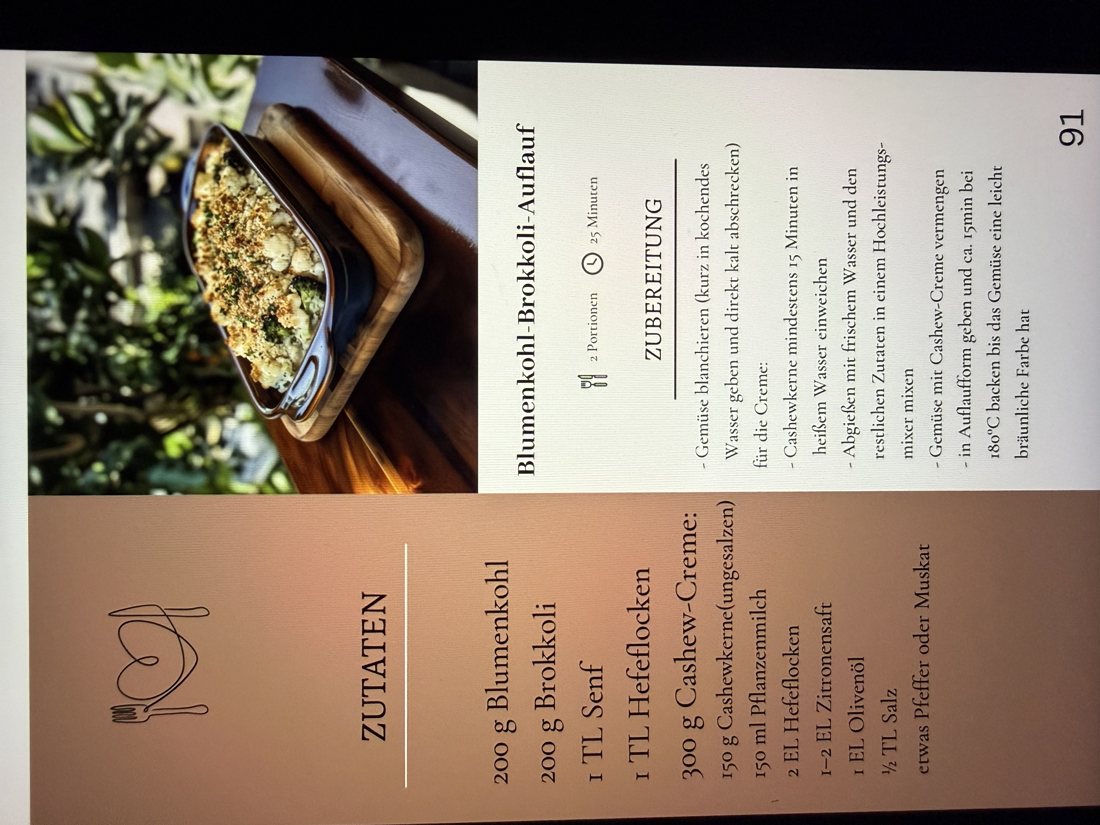 ZUTATEN
200 g Blumenkohl
200 g Brokkoli
1 TL Senf
1 TL Hefeflocken
300 g Cashew-Creme:
150 g Cashewkerne(ungesalzen)
150 ml Pflanzenmilch
2 EL Hefeflocken
1–2 EL Zitronensaft
1 EL Olivenöl
½ TL Salz
etwas Pfeffer oder Muskat
Blumenkohl-Brokkoli-Auflauf
2 Portionen 25 Minuten
ZUBEREITUNG
- Gemüse blanchieren (kurz in kochendes
Wasser geben und direkt kalt abschrecken)
für die Creme:
- Cashewkerne mindestens 15 Minuten in
heißem Wasser einweichen
- Abgießen mit frischem Wasser und den
restlichen Zutaten in einem Hochleistungs-
mixer mixen
- Gemüse mit Cashew-Creme vermengen
- in Auflaufform geben und ca. 15min bei
180°C backen bis das Gemüse eine leicht
bräunliche Farbe hat
91